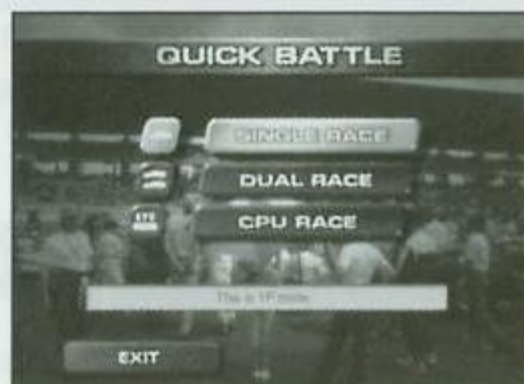 QUICK BATTLE
SINGLE RACE
DUAL RACE
CPU RACE
This is 1P mode.
EXIT